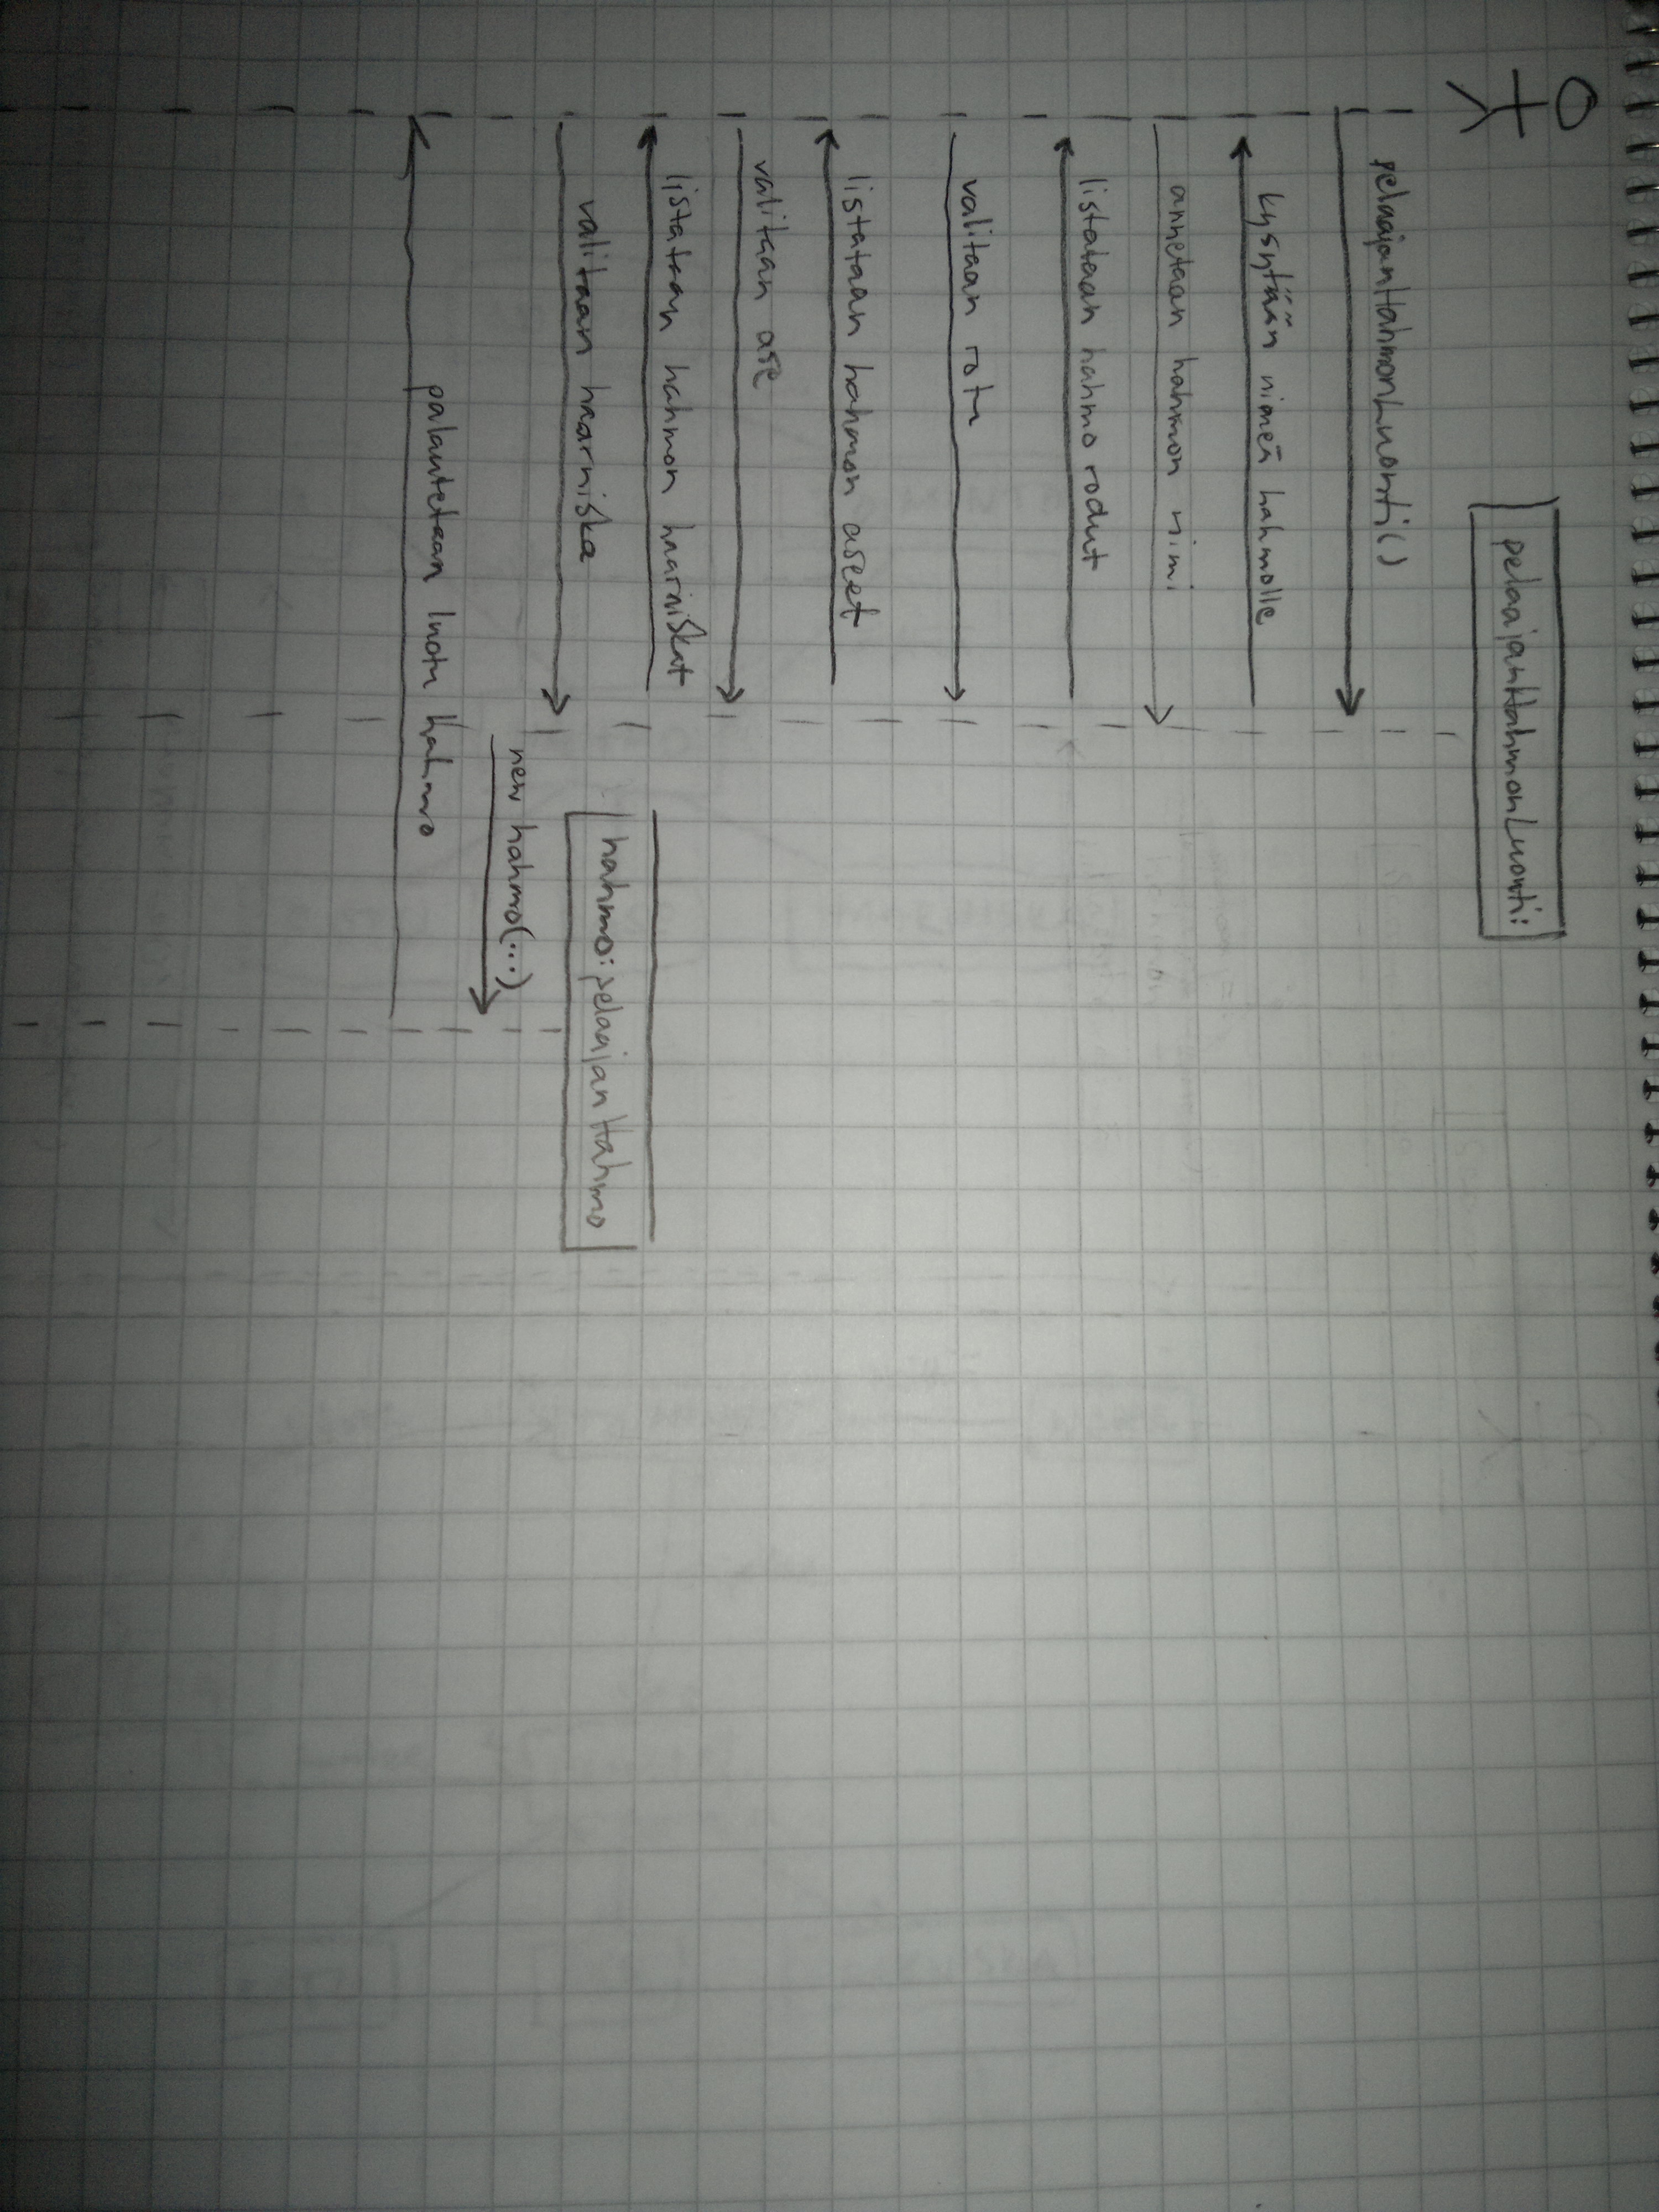 pelaajanHahmonLuonti:
pelaajanHahmonLuonti()
kysytään nimeä hahmolle
annetaan hahmon nimi
listataan hahmo rodut
valitaan rotu
listataan hahmon aseet
valitaan ase
listataan hahmon haarniskat
valitaan haarniska
hahmo:pelaajanHahmo
new hahmo(...)
palautetaan luotu hahmo